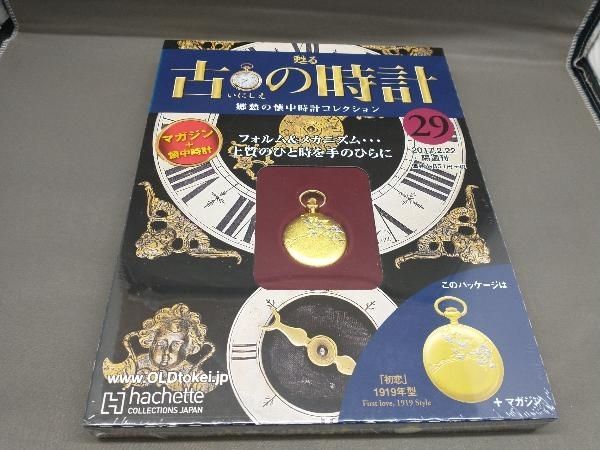 甦る
古の時計
いにしえ
郷愁の懐中時計コレクション
29
2017.2.22
隔週刊
マガジン
+
懐中時計
フォルム&メカニズム・・・
上質のひと時を手のひらに
このパッケージは
「初恋」
1919年型
First love, 1919 Style
+ マガジン
www.OLDtokei.jp
hachette
COLLECTIONS JAPAN